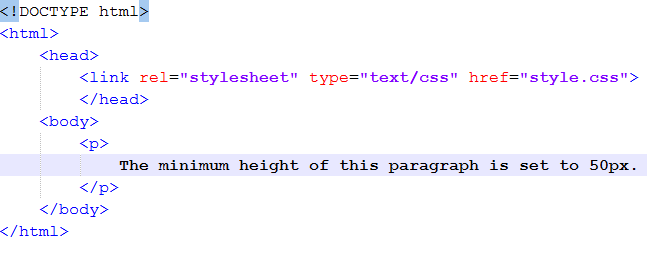 <!DOCTYPE html>
<html>
<head>
<link rel="stylesheet" type="text/css" href="style.css">
</head>
<body>
<p>
The minimum height of this paragraph is set to 50px.
</p>
</body>
</html>